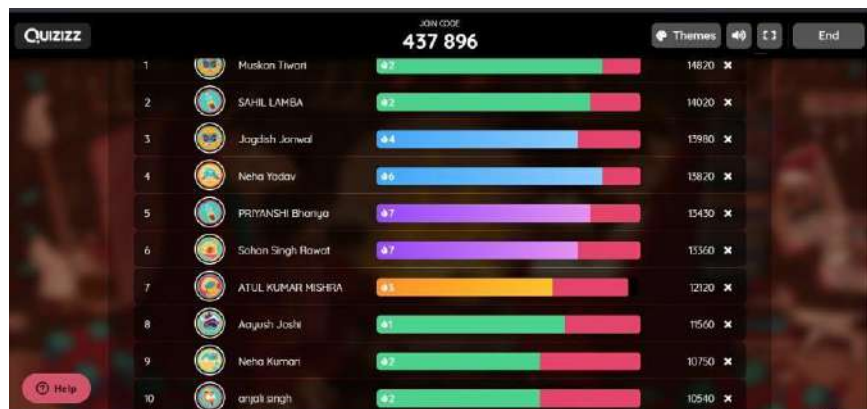 QUIZIZZ
JOIN CODE
437 896
Themes
End
1 Muskan Tiwari 2 14820
2 SAHIL LAMBA 2 14020
3 Jagdish Jonwal 4 13980
4 Neha Yadav 6 13820
5 PRIYANSHI Bhariya 7 13430
6 Sohan Singh Rawat 7 13360
7 ATUL KUMAR MISHRA 5 12120
8 Aayush Joshi 1 11560
9 Neha Kumari 2 10750
10 anjali singh 2 10540
Help